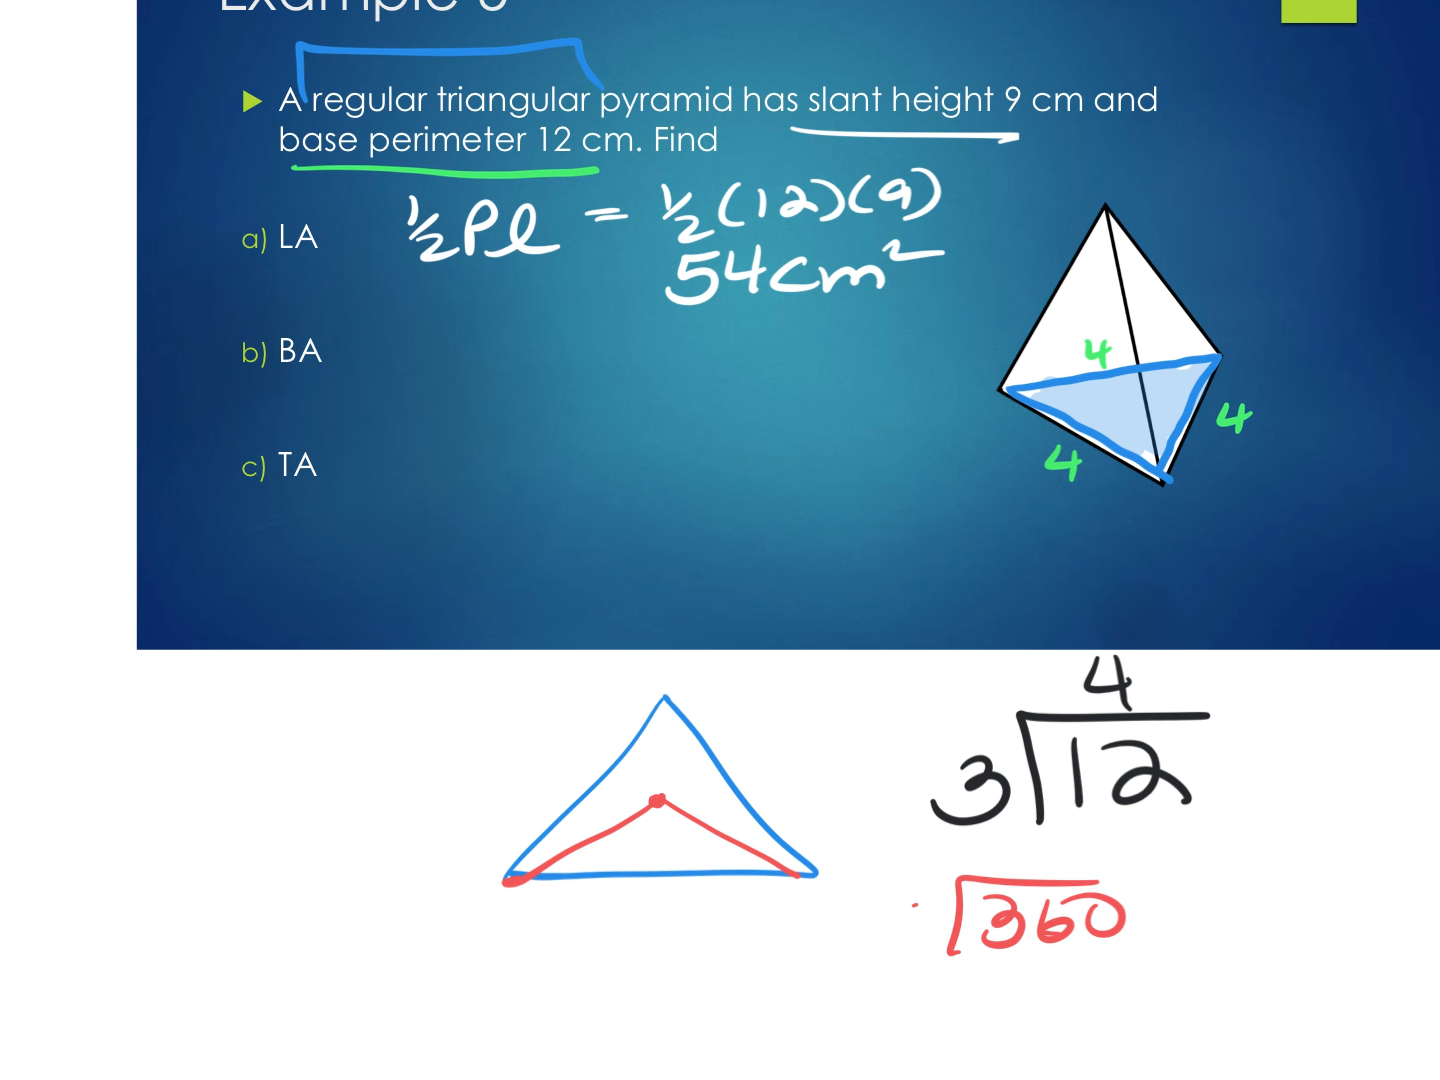 Example
A regular triangular pyramid has slant height 9 cm and
base perimeter 12 cm. Find
½Pl = ½(12)(9)
a) LA
54cm²
b) BA
4
4
4
c) TA
4
3 12
360